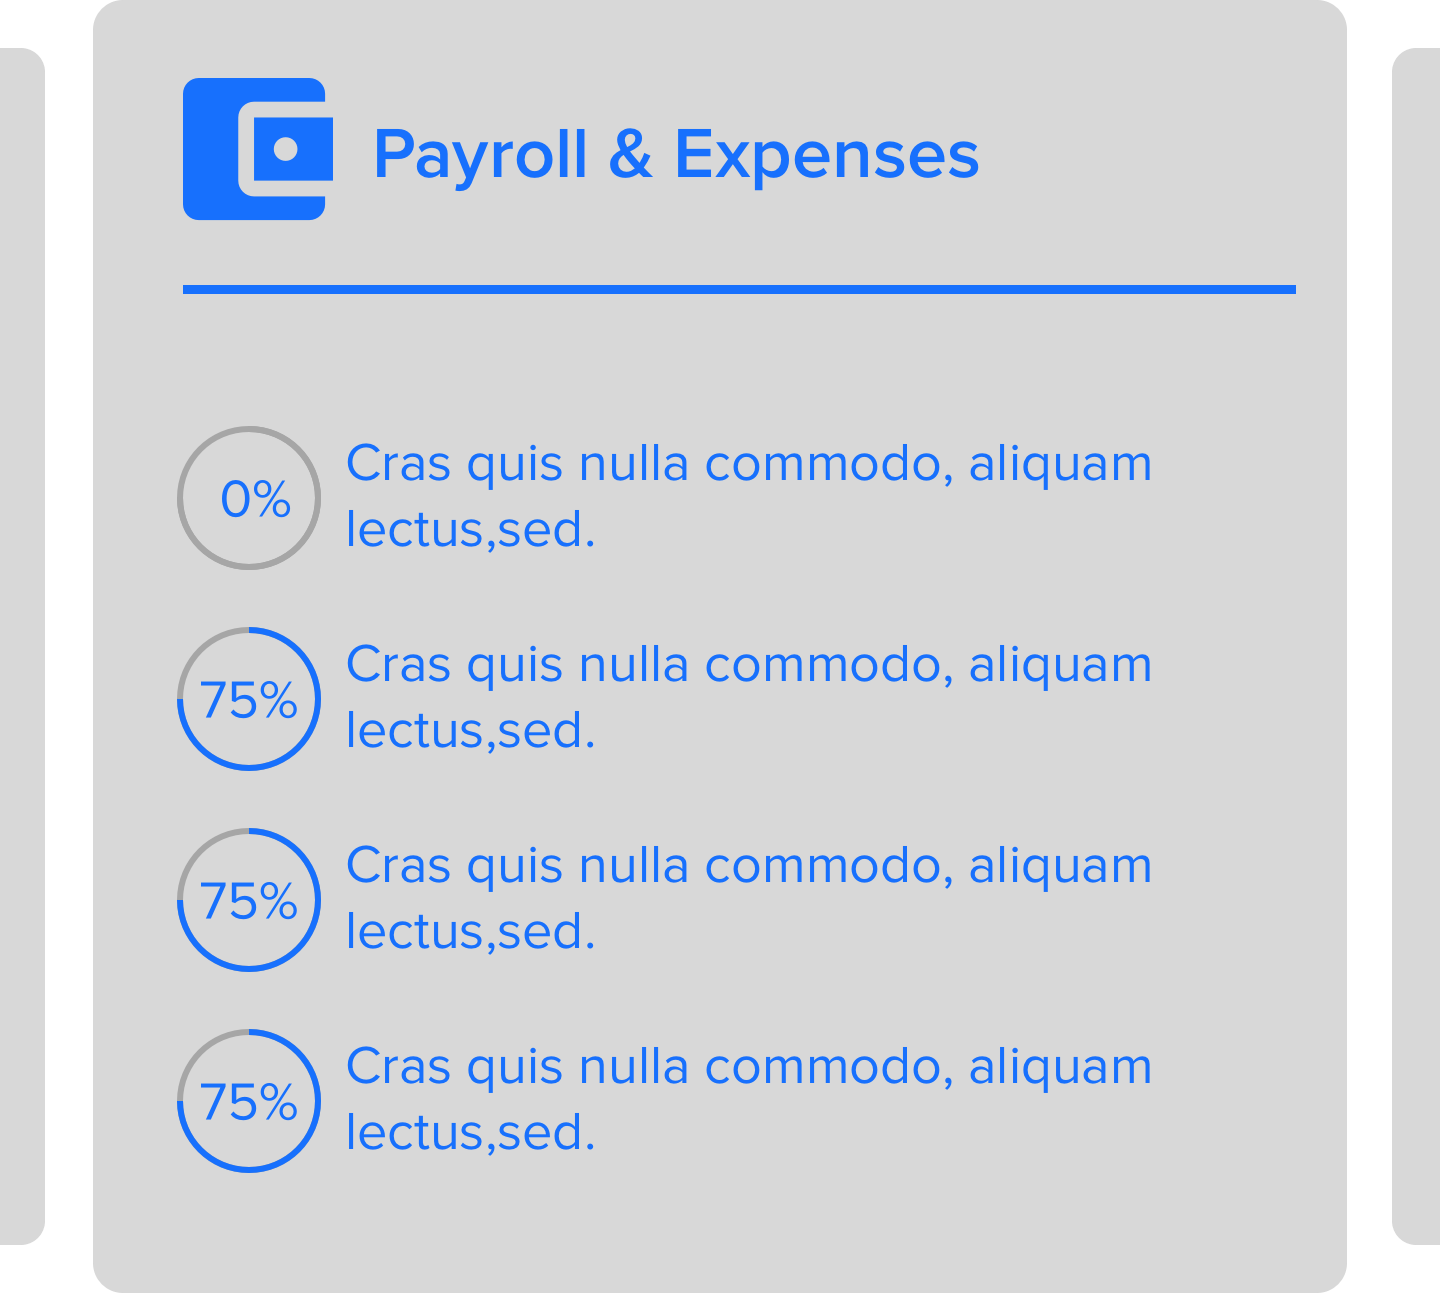 Payroll & Expenses
0%
Cras quis nulla commodo, aliquam
lectus,sed.
75%
Cras quis nulla commodo, aliquam
lectus,sed.
75%
Cras quis nulla commodo, aliquam
lectus,sed.
75%
Cras quis nulla commodo, aliquam
lectus,sed.